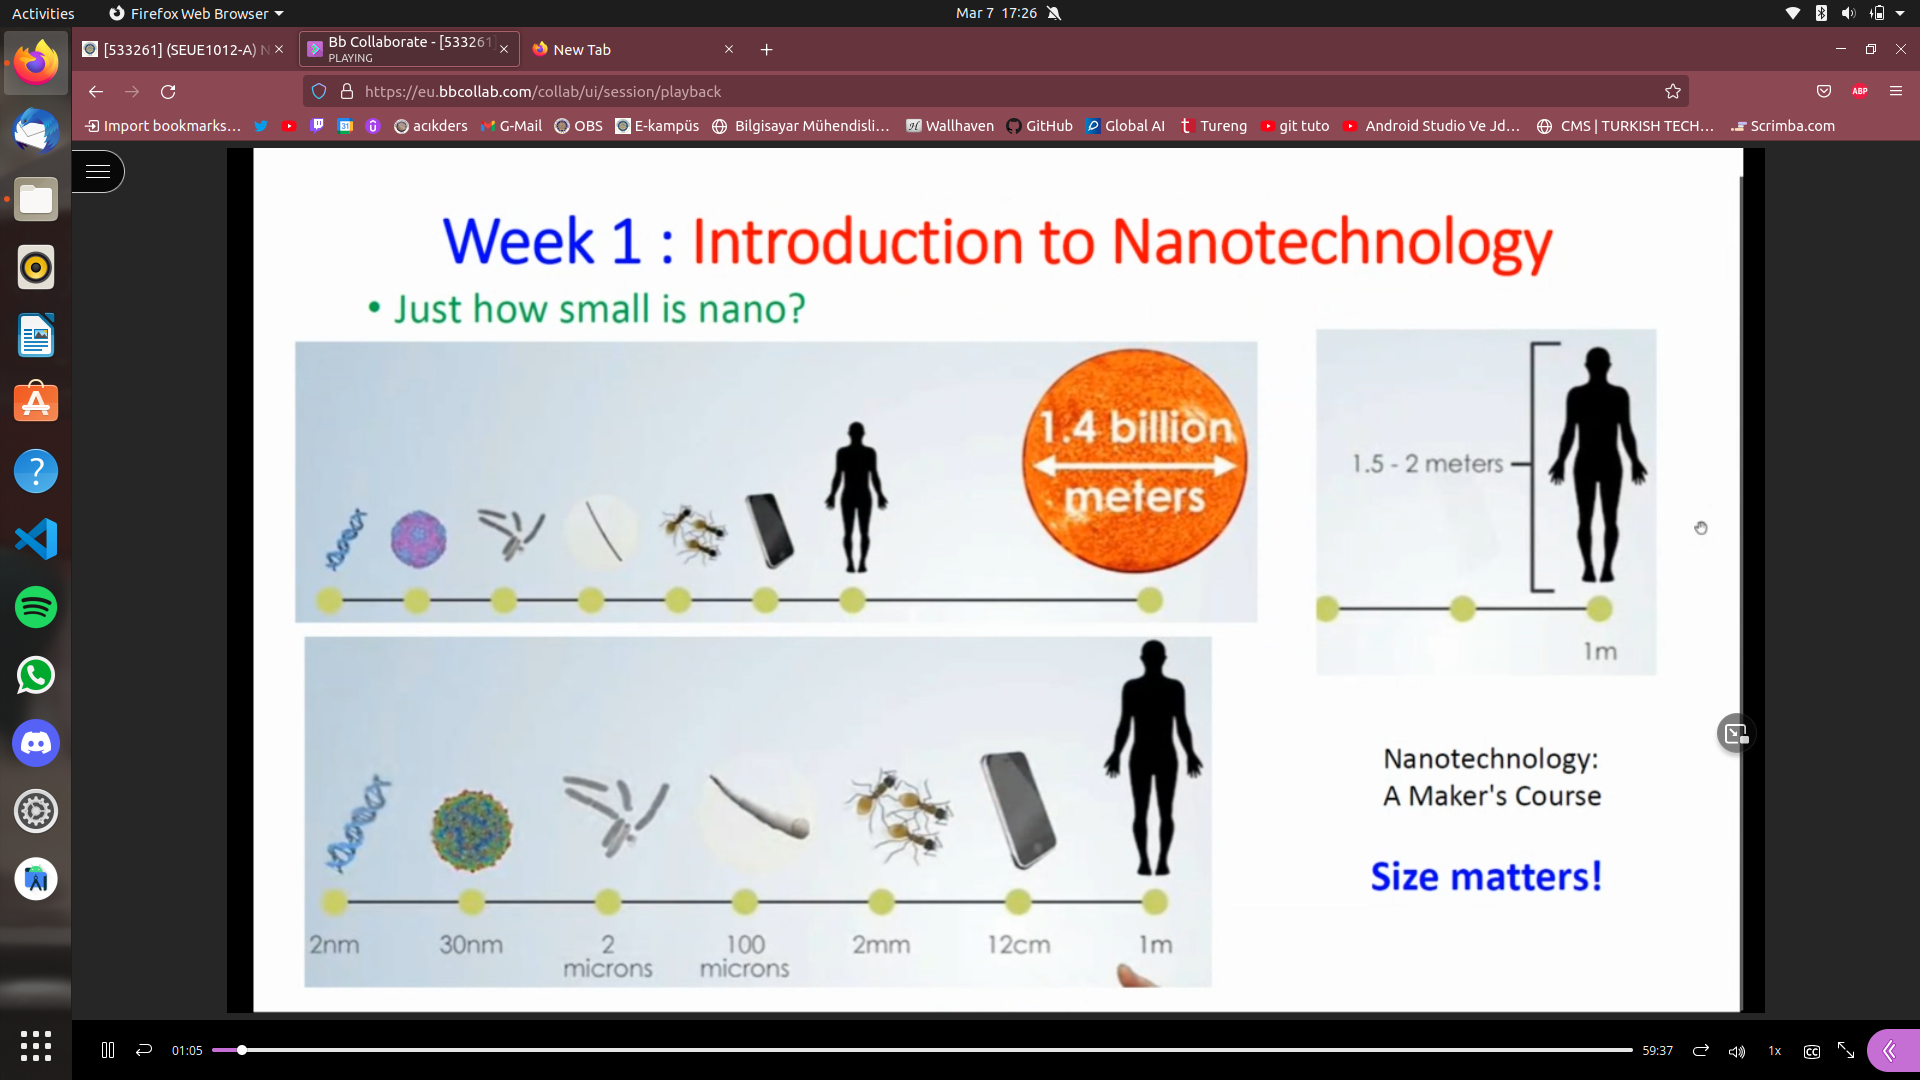 Activities
Firefox Web Browser
Mar 7 17:26
[533261] (SEUE1012-A) N
Bb Collaborate - [533261]
PLAYING
New Tab
https://eu.bbcollab.com/collab/ui/session/playback
ABP
Import bookmarks...
31
acıkders
G-Mail
OBS
E-kampüs
Bilgisayar Mühendisli...
Wallhaven
GitHub
Global AI
Tureng
git tuto
Android Studio Ve Jd...
CMS | TURKISH TECH...
Scrimba.com
Week 1 : Introduction to Nanotechnology
• Just how small is nano?
1.4 billion
meters
1.5 - 2 meters
1m
2nm
30nm
2
microns
100
microns
2mm
12cm
1m
Nanotechnology:
A Maker's Course
Size matters!
01:05
59:37
1x
CC